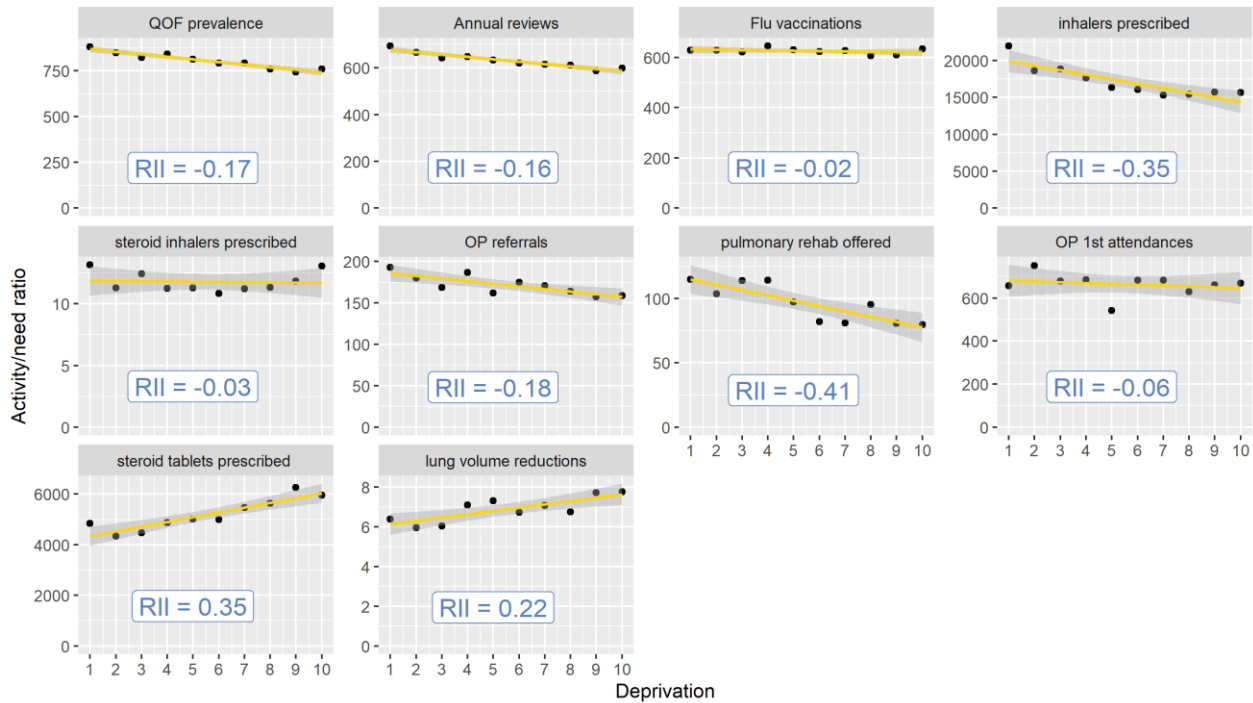 QOF prevalence
Annual reviews
Flu vaccinations
inhalers prescribed
750
500
250
0
RII = -0.17
600
400
200
0
RII = -0.16
600
400
200
0
RII = -0.02
20000
15000
10000
5000
0
RII = -0.35
steroid inhalers prescribed
OP referrals
pulmonary rehab offered
OP 1st attendances
10
5
0
RII = -0.03
200
150
100
50
0
RII = -0.18
100
50
0
RII = -0.41
1 2 3 4 5 6 7 8 9 10
600
400
200
0
RII = -0.06
1 2 3 4 5 6 7 8 9 10
steroid tablets prescribed
lung volume reductions
6000
4000
2000
0
RII = 0.35
1 2 3 4 5 6 7 8 9 10
8
6
4
2
0
RII = 0.22
1 2 3 4 5 6 7 8 9 10
Activity/need ratio
Deprivation